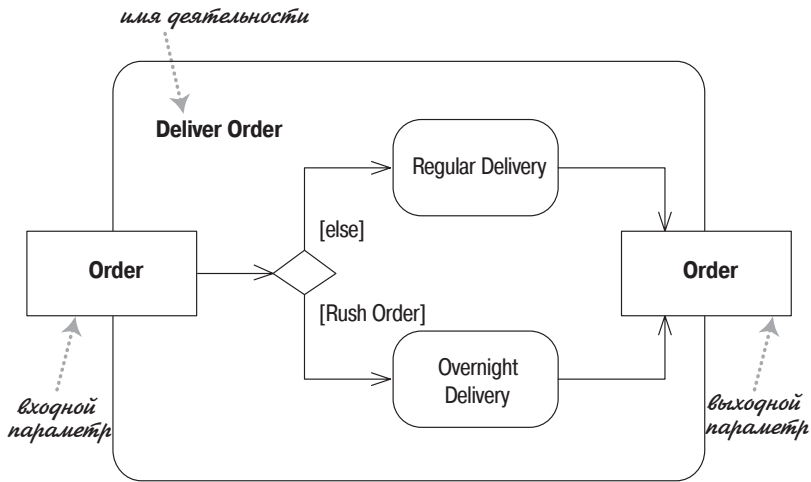 имя деятельности
Deliver Order
Regular Delivery
[else]
Order
Order
[Rush Order]
Overnight
Delivery
входной
параметр
выходной
параметр